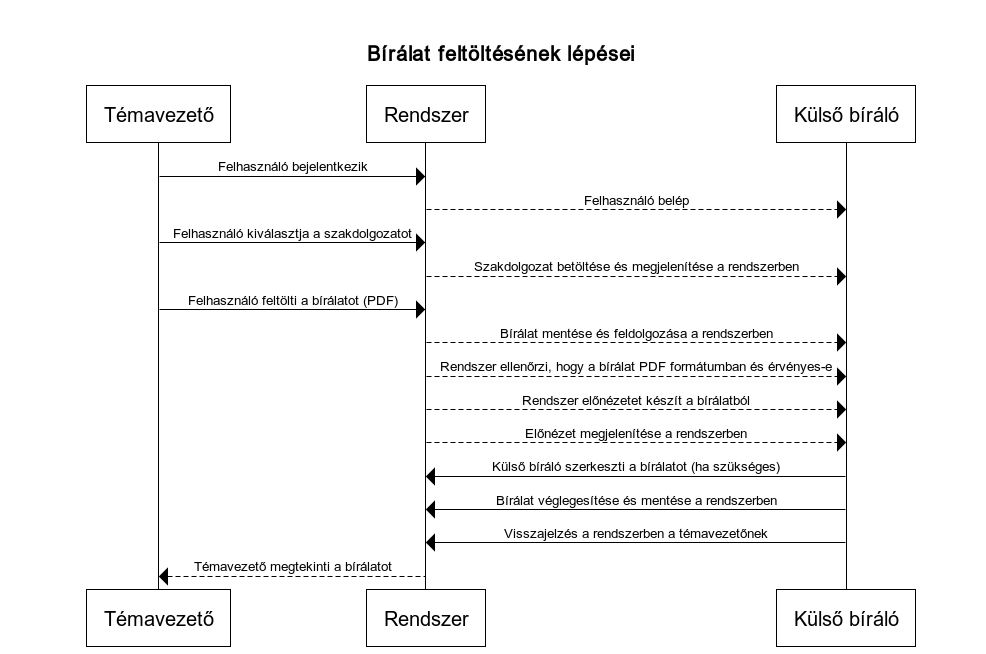 Bírálat feltöltésének lépései
Témavezető
Rendszer
Külső bíráló
Felhasználó bejelentkezik
Felhasználó belép
Felhasználó kiválasztja a szakdolgozatot
Szakdolgozat betöltése és megjelenítése a rendszerben
Felhasználó feltölti a bírálatot (PDF)
Bírálat mentése és feldolgozása a rendszerben
Rendszer ellenőrzi, hogy a bírálat PDF formátumban és érvényes-e
Rendszer előnézetet készít a bírálatból
Előnézet megjelenítése a rendszerben
Külső bíráló szerkeszti a bírálatot (ha szükséges)
Bírálat véglegesítése és mentése a rendszerben
Visszajelzés a rendszerben a témavezetőnek
Témavezető megtekinti a bírálatot
Témavezető
Rendszer
Külső bíráló